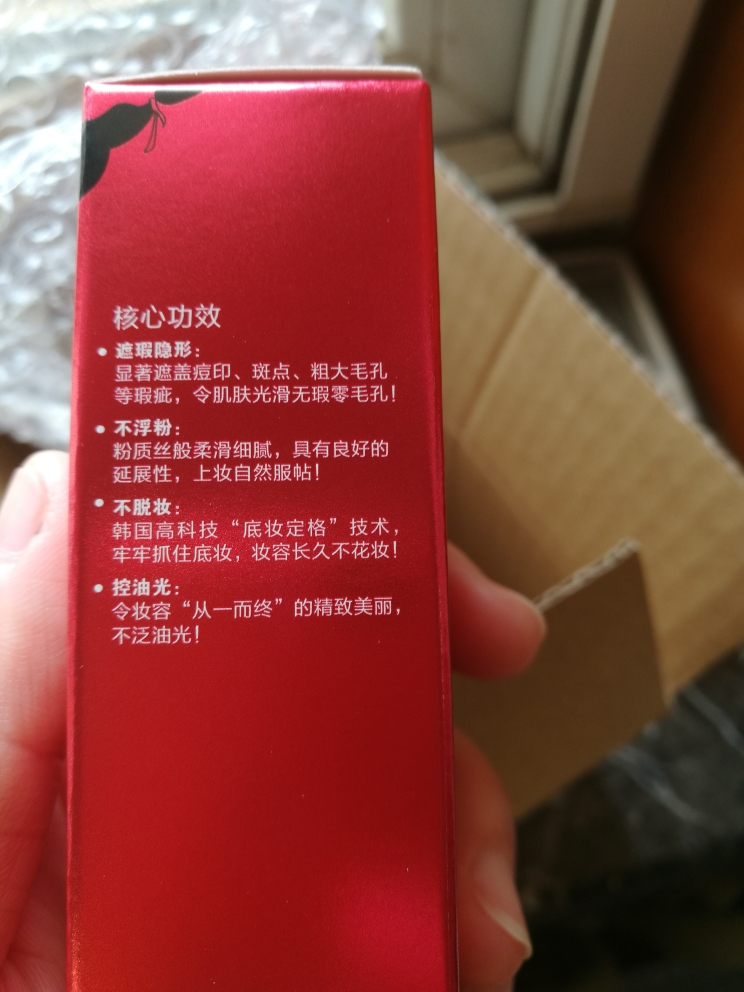 核心功效
• 遮瑕隐形：
显著遮盖痘印、斑点、粗大毛孔
等瑕疵，令肌肤光滑无瑕零毛孔！
• 不浮粉：
粉质丝般柔滑细腻，具有良好的
延展性，上妆自然服帖！
• 不脱妆：
韩国高科技“底妆定格”技术，
牢牢抓住底妆，妆容长久不花妆！
• 控油光：
令妆容“从一而终”的精致美丽，
不泛油光！